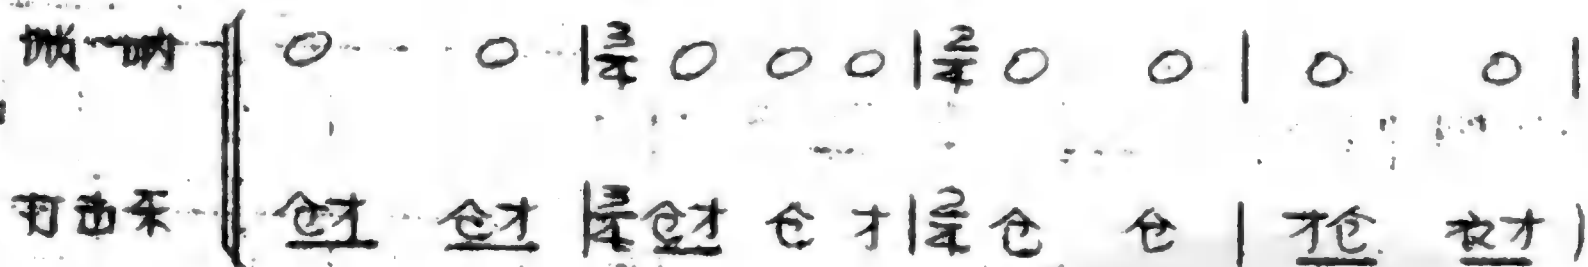 唢呐 0 0 | 3/4 0 0 0 | 2/4 0 0 | 0 0 |
打击乐 仓才 仓才 | 3/4 仓才 仓 才 | 2/4 仓 仓 | 才仓 衣才 )